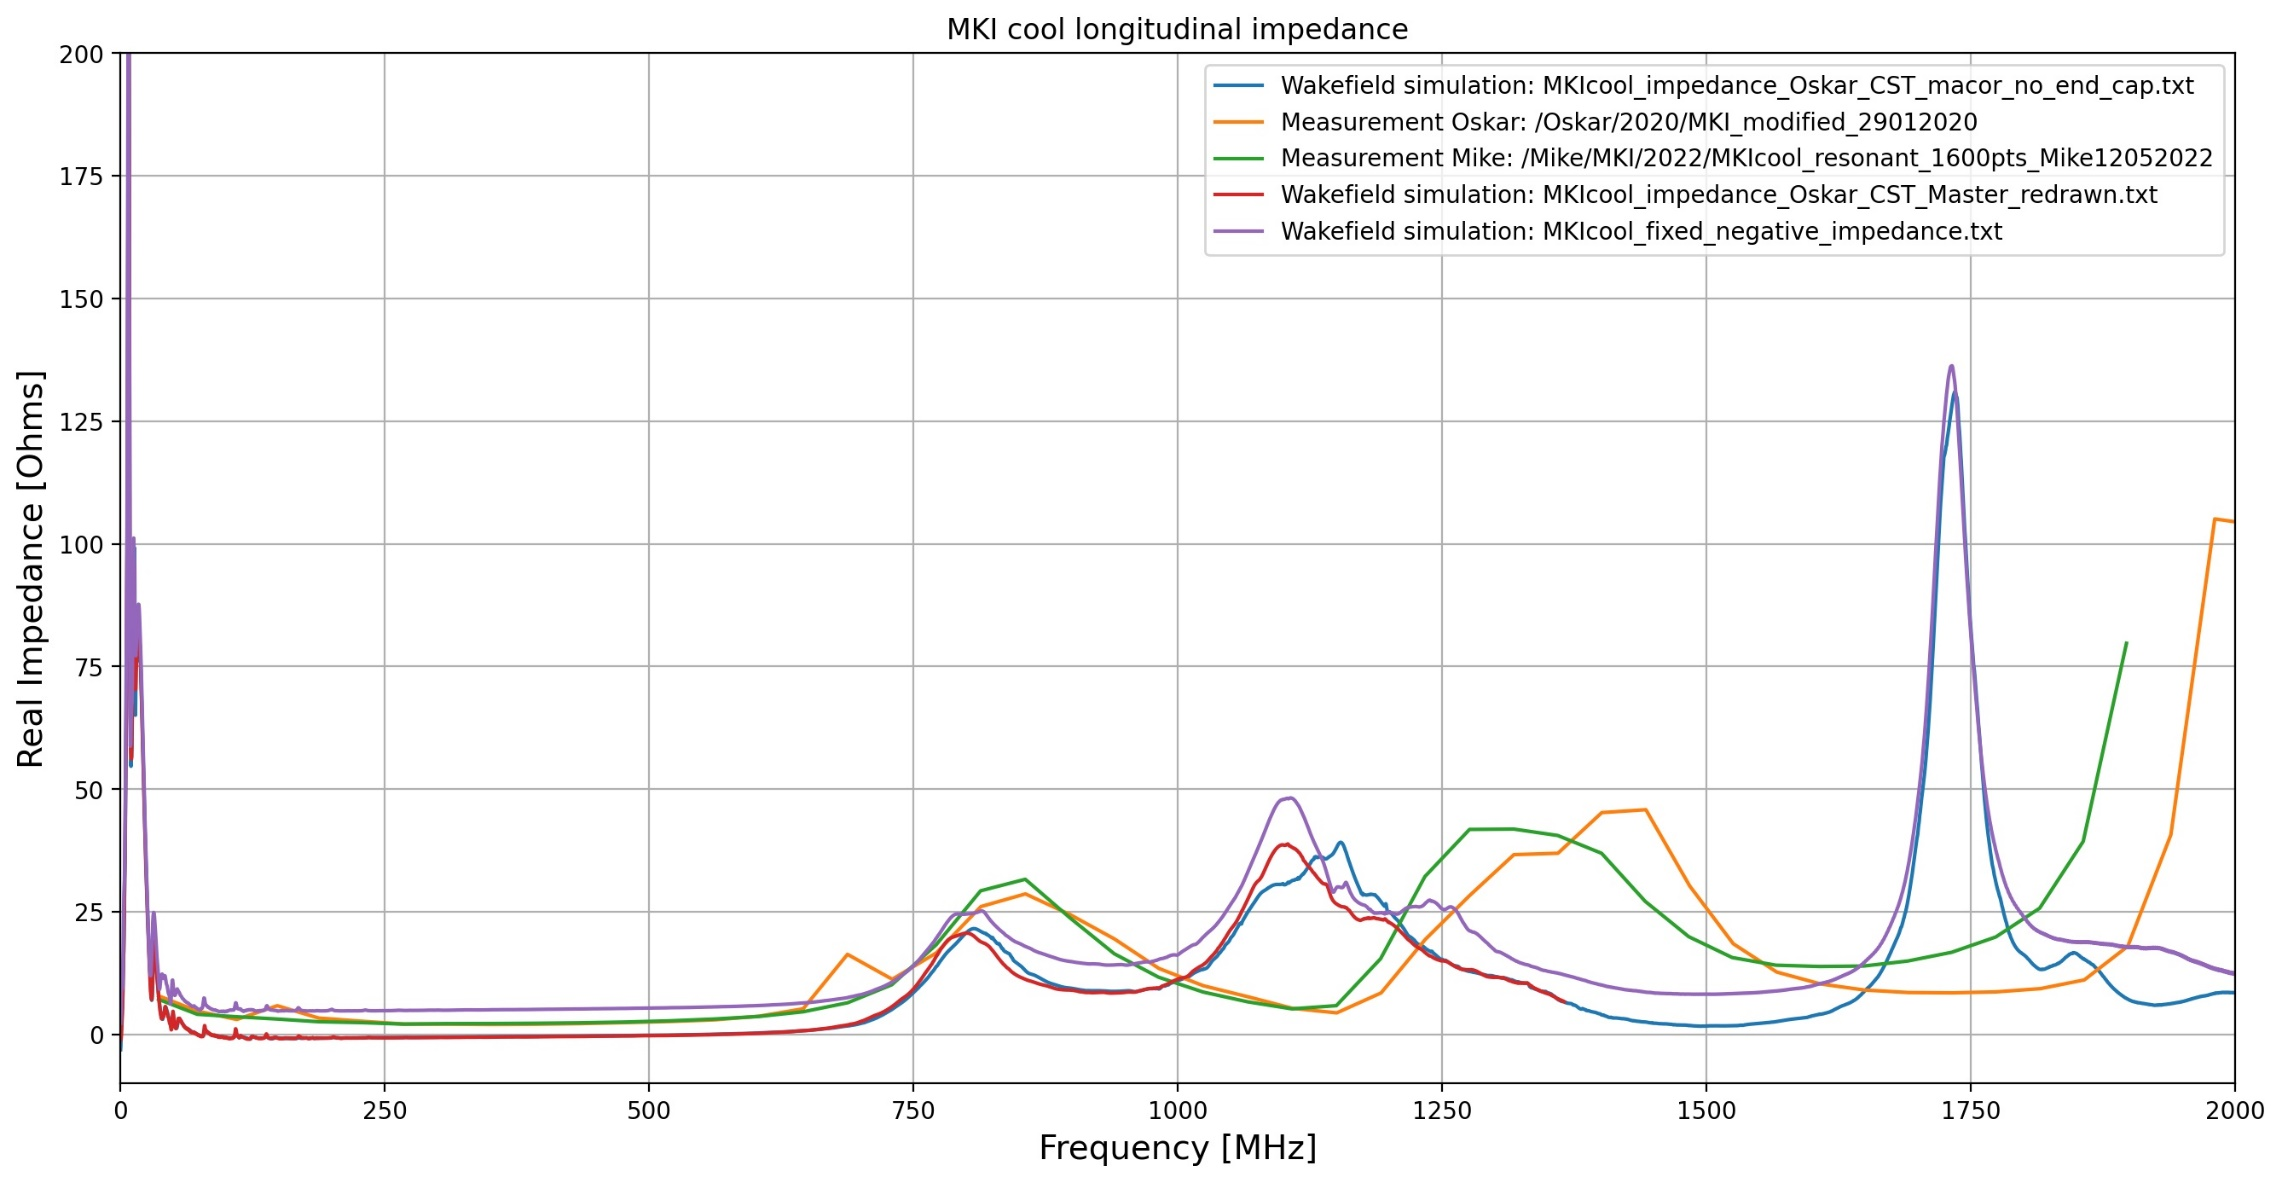 MKI cool longitudinal impedance
Wakefield simulation: MKIcool_impedance_Oskar_CST_macor_no_end_cap.txt
Measurement Oskar: /Oskar/2020/MKI_modified_29012020
Measurement Mike: /Mike/MKI/2022/MKIcool_resonant_1600pts_Mike12052022
Wakefield simulation: MKIcool_impedance_Oskar_CST_Master_redrawn.txt
Wakefield simulation: MKIcool_fixed_negative_impedance.txt
Real Impedance [Ohms]
200
175
150
125
100
75
50
25
0
0 250 500 750 1000 1250 1500 1750 2000
Frequency [MHz]